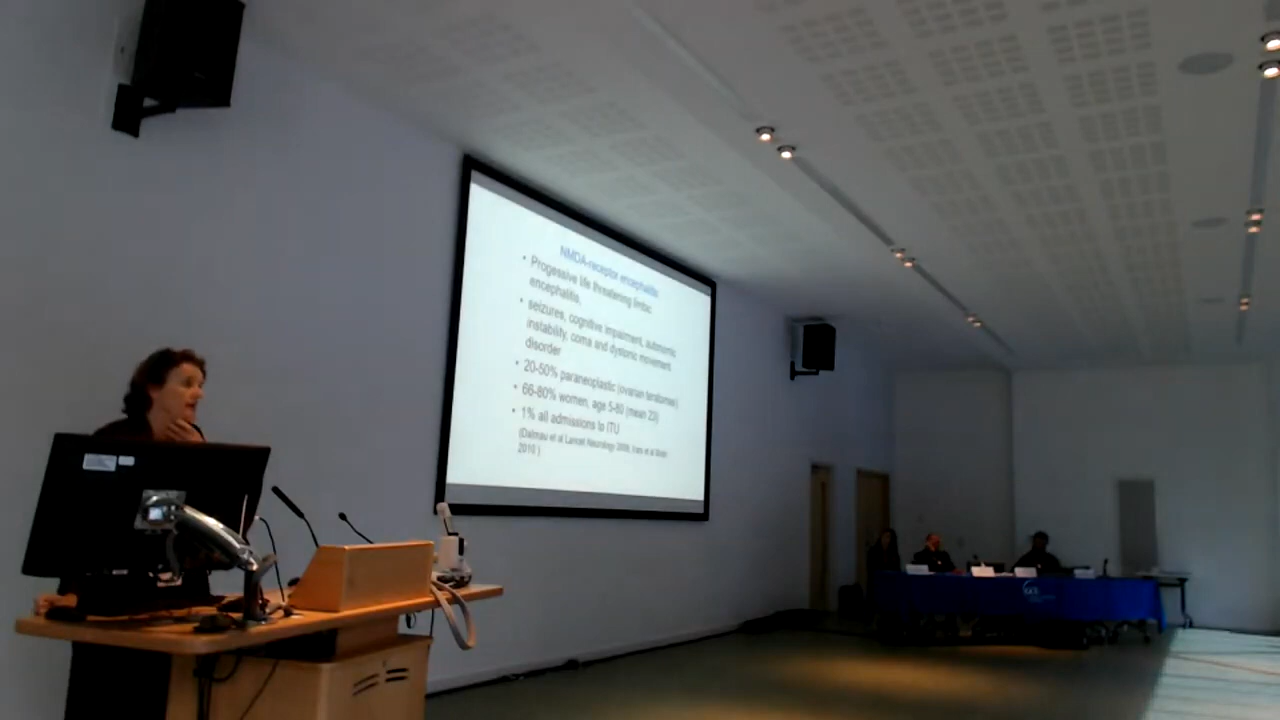 NMDA-receptor encephalitis
• Progessive life threatening limbic
encephalitis.
• seizures, cognitive impairment, autonomic
instability, coma and dystonic movement
disorder
• 20-50% paraneoplastic (ovarian teratomas)
• 66-80% women, age 5-80 (mean 23)
• 1% all admissions to ITU
(Dalmau et al Lancet Neurology 2008, et al Brain
2010 )